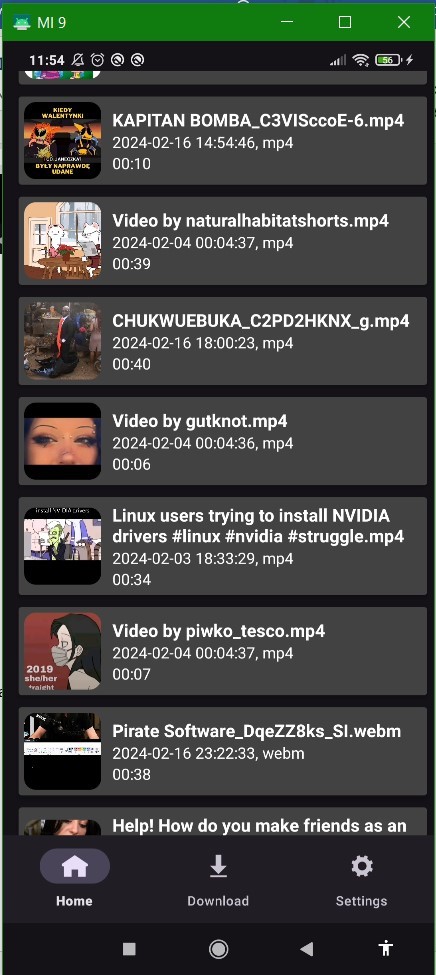 MI 9
11:54
56
KIEDY
WALENTYNKI
BYŁY NAPRAWDĘ
UDANE
KAPITAN BOMBA_C3VISccoE-6.mp4
2024-02-16 14:54:46, mp4
00:10
Video by naturalhabitatshorts.mp4
2024-02-04 00:04:37, mp4
00:39
CHUKWUEBUKA_C2PD2HKNX_g.mp4
2024-02-16 18:00:23, mp4
00:40
Video by gutknot.mp4
2024-02-04 00:04:36, mp4
00:06
install NVIDIA drivers
Linux users trying to install NVIDIA
drivers #linux #nvidia #struggle.mp4
2024-02-03 18:33:29, mp4
00:34
2019
she/her
Video by piwko_tesco.mp4
2024-02-04 00:04:37, mp4
00:07
Pirate Software_DqeZZ8ks_SI.webm
2024-02-16 23:22:33, webm
00:38
Help! How do you make friends as an
Home
Download
Settings